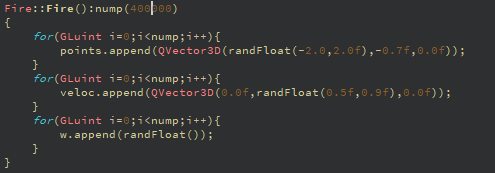 Fire::Fire():nump(400000)
{
for(GLuint i=0;i<nump;i++){
points.append(QVector3D(randFloat(-2.0,2.0f),-0.7f,0.0f));
}
for(GLuint i=0;i<nump;i++){
veloc.append(QVector3D(0.0f,randFloat(0.5f,0.9f),0.0f));
}
for(GLuint i=0;i<nump;i++){
w.append(randFloat());
}
}